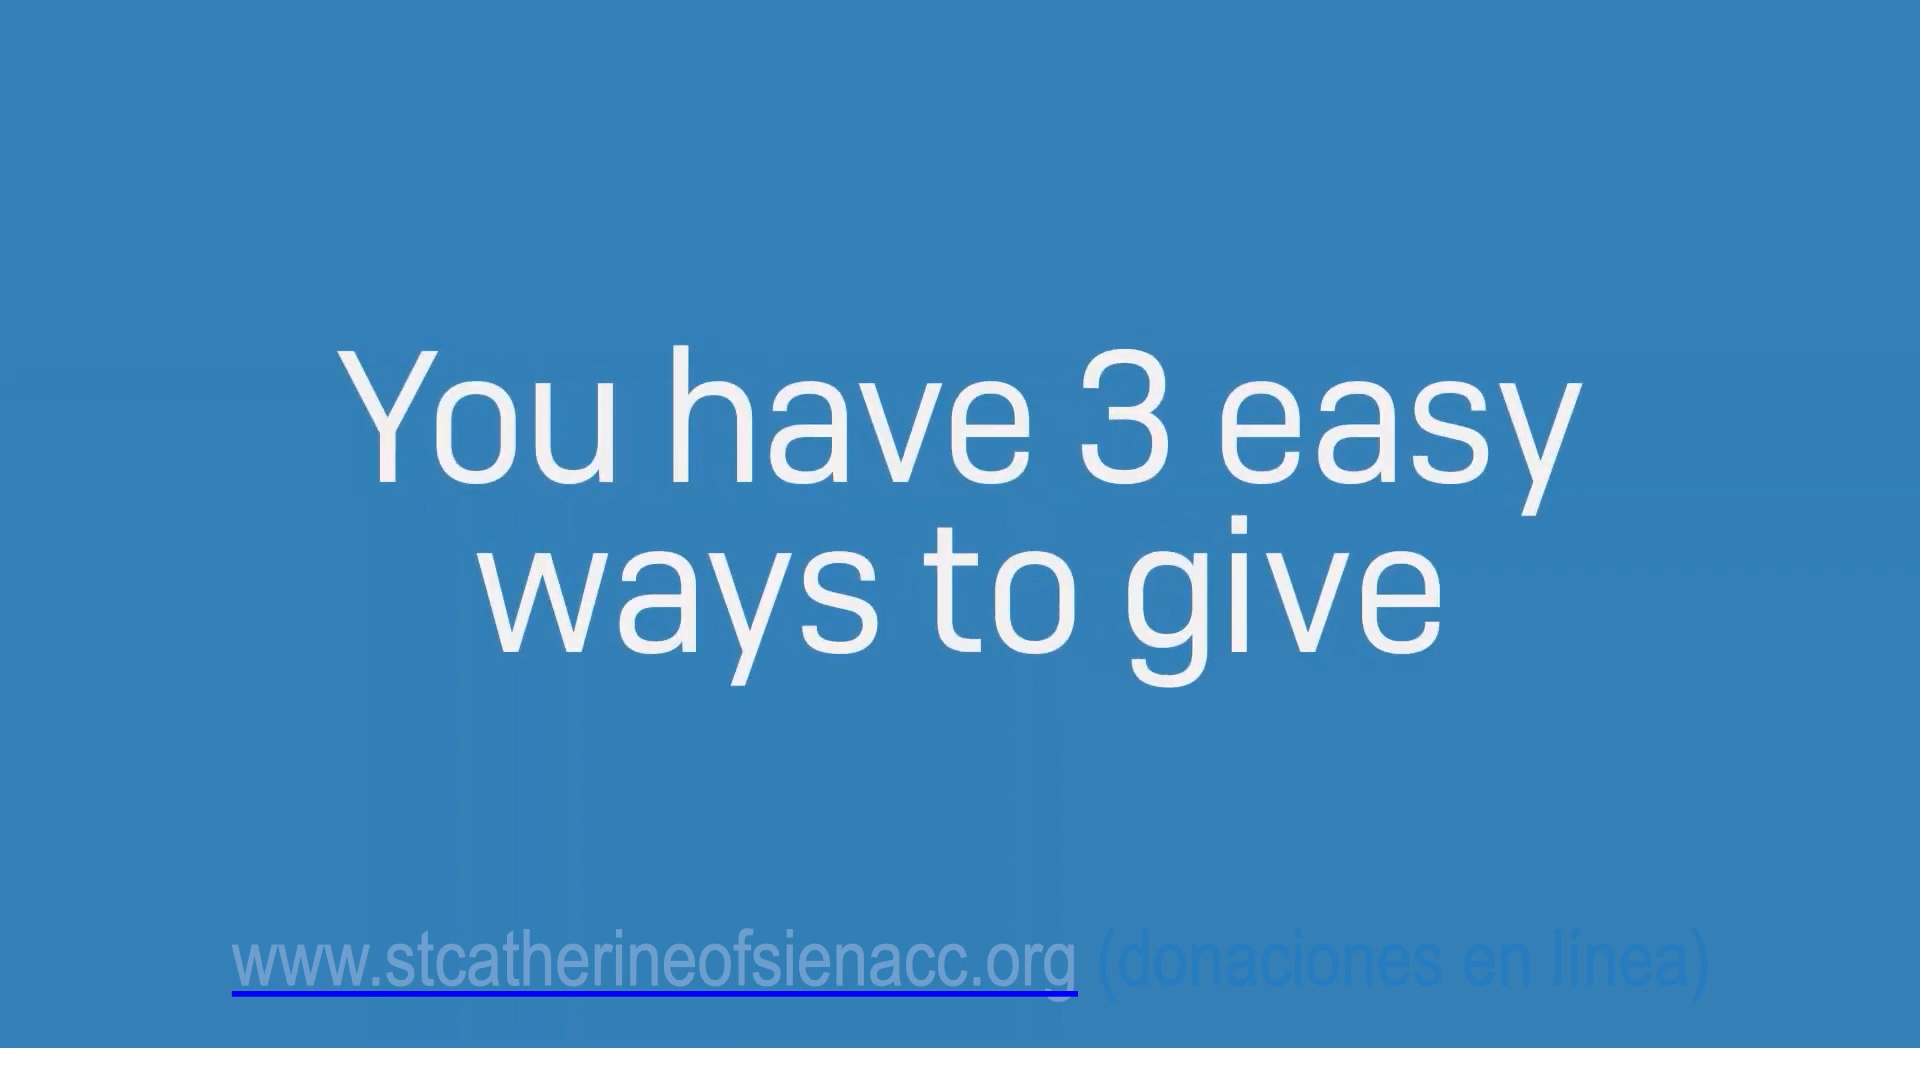 You have 3 easy
ways to give
www.stcatherineofsienacc.org (donaciones en línea)